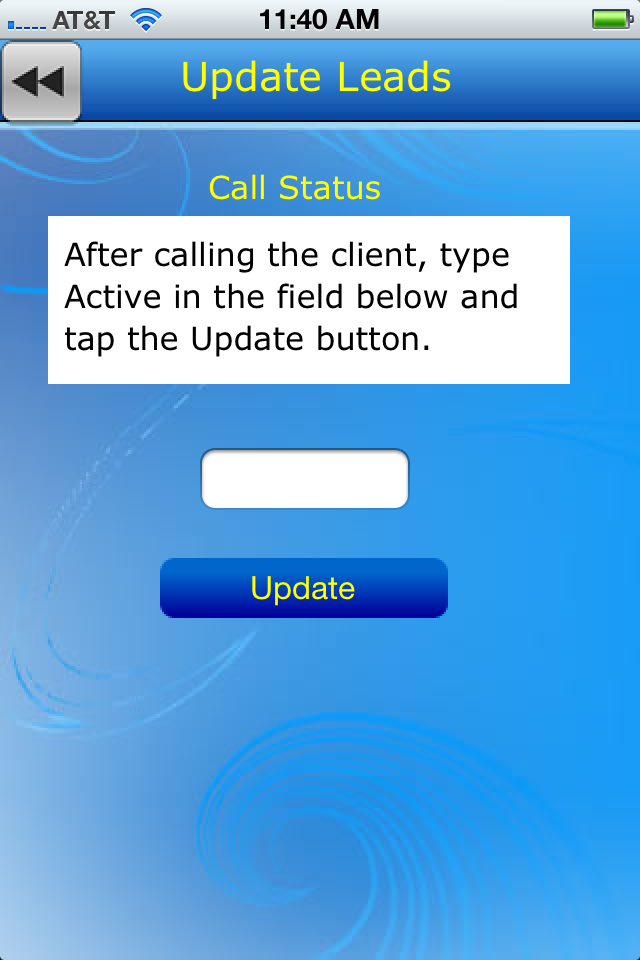 AT&T 11:40 AM
Update Leads
Call Status
After calling the client, type
Active in the field below and
tap the Update button.
Update